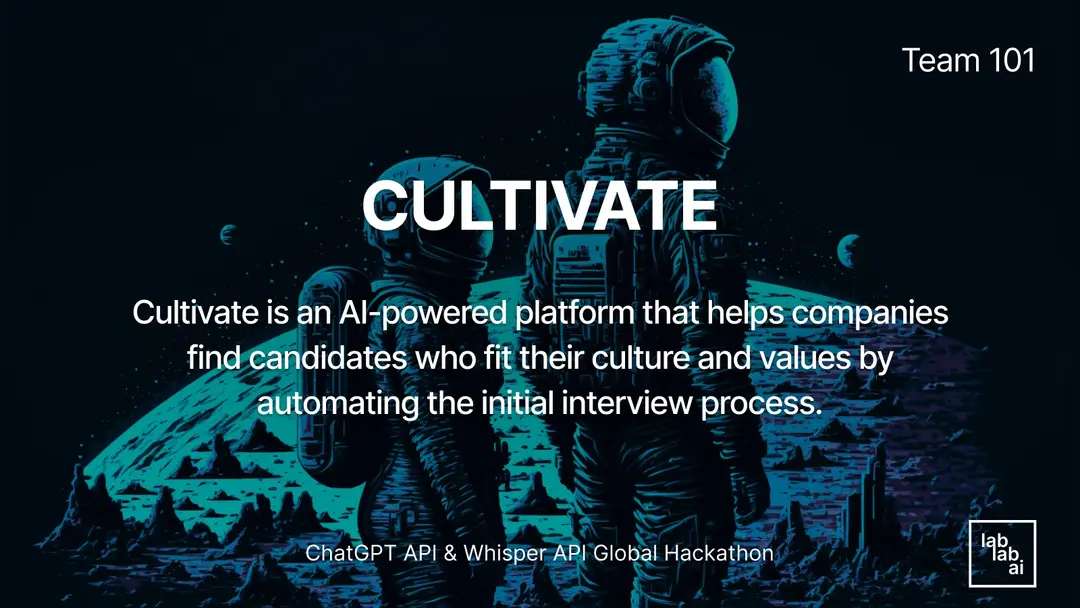 Team 101
CULTIVATE
Cultivate is an AI-powered platform that helps companies
find candidates who fit their culture and values by
automating the initial interview process.
ChatGPT API & Whisper API Global Hackathon
lab
lab
ai